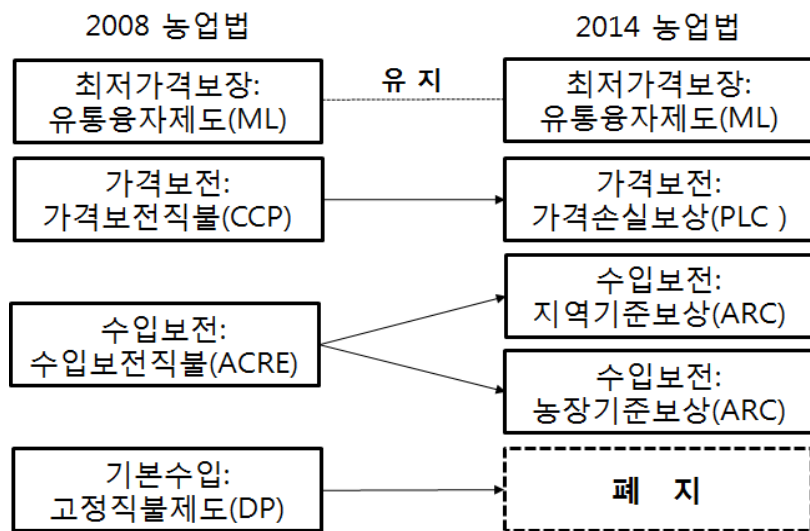 2008 농업법
2014 농업법
최저가격보장:
유통융자제도(ML)
유 지
최저가격보장:
유통융자제도(ML)
가격보전:
가격보전직불(CCP)
가격보전:
가격손실보상(PLC )
수입보전:
수입보전직불(ACRE)
수입보전:
지역기준보상(ARC)
수입보전:
농장기준보상(ARC)
기본수입:
고정직불제도(DP)
폐 지